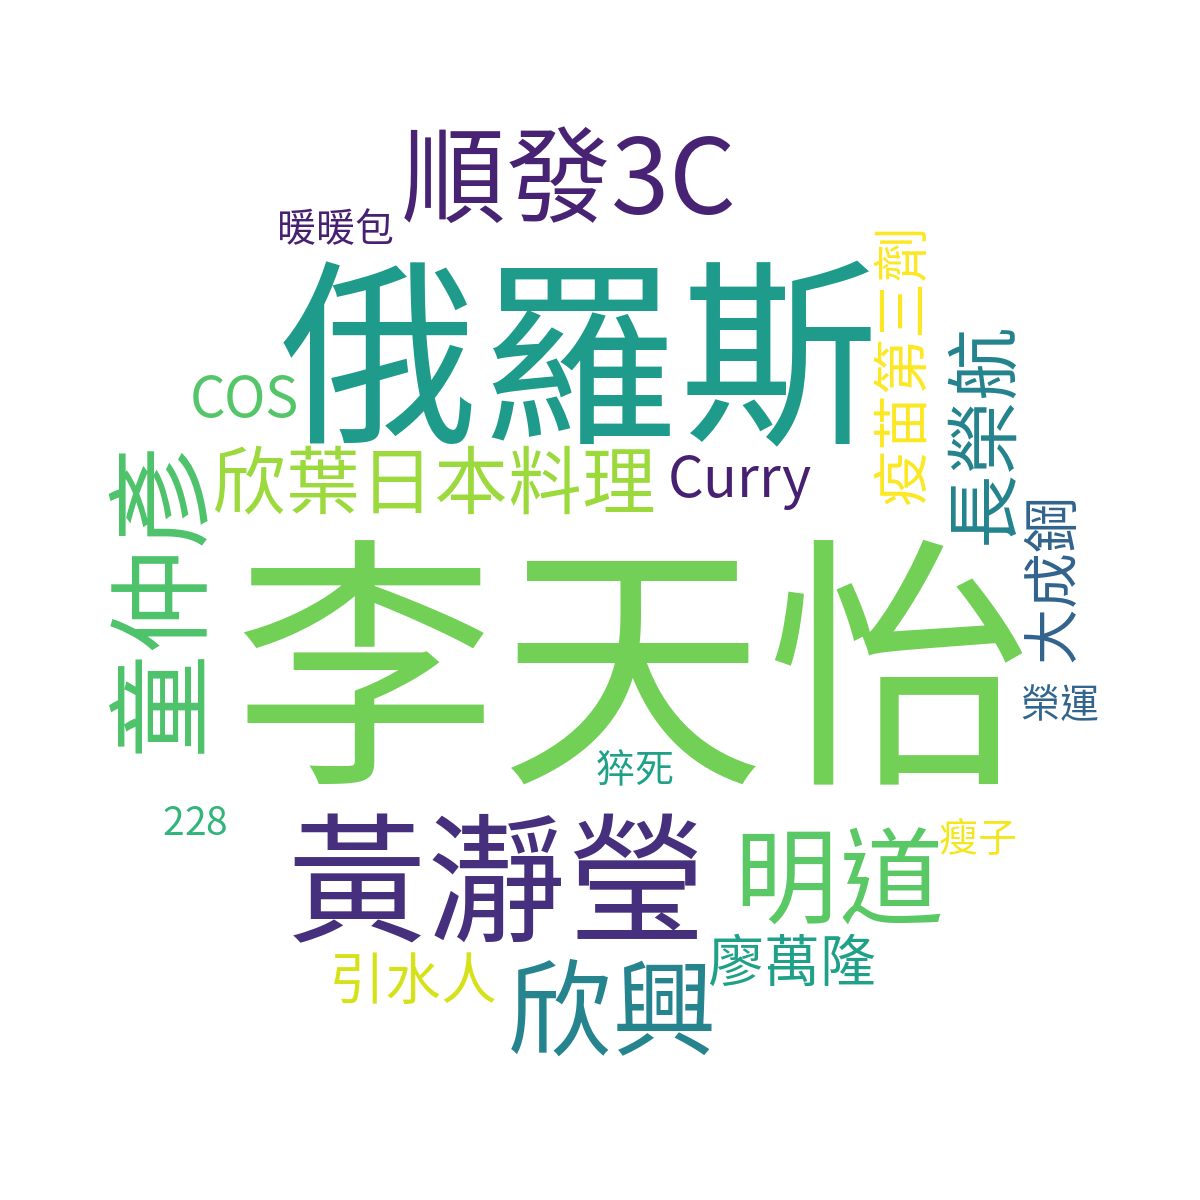 順發3C
暖暖包
俄羅斯
疫苗第三劑
長榮航
COS
欣葉日本料理
Curry
童仲彥
大成鋼
李天怡
榮運
猝死
228
黃瀞瑩
明道
瘦子
引水人
欣興
廖萬隆